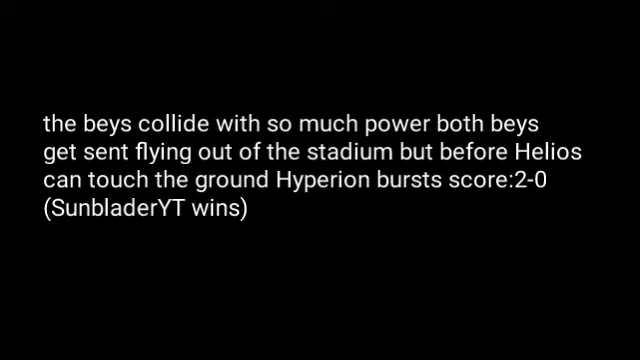 the beys collide with so much power both beys
get sent flying out of the stadium but before Helios
can touch the ground Hyperion bursts score:2-0
(SunbladerYT wins)